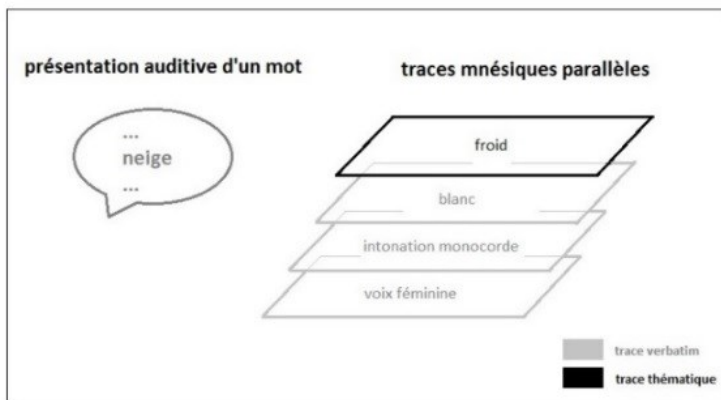 présentation auditive d'un mot
traces mnésiques parallèles
...
neige
...
froid
blanc
intonation monocorde
voix féminine
trace verbatim
trace thématique